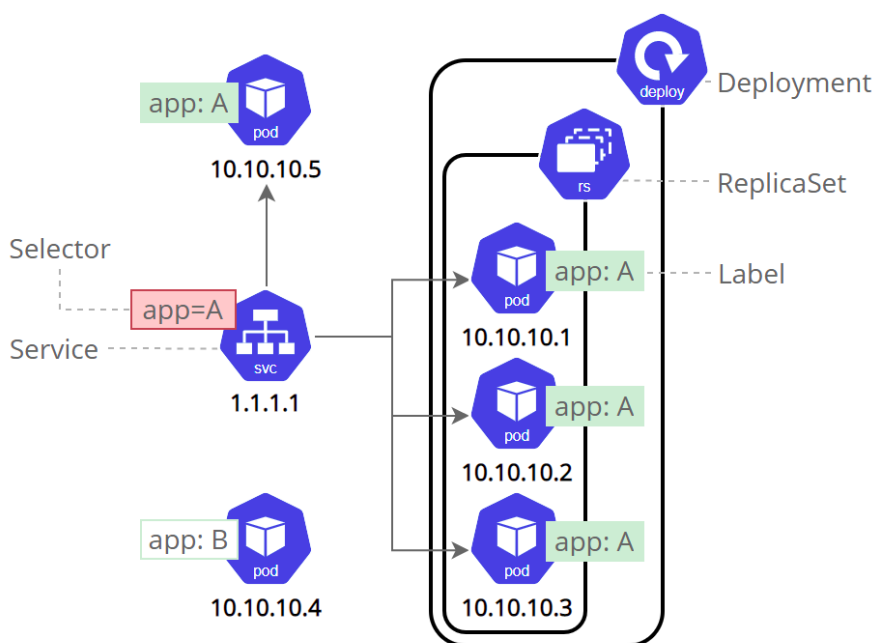 deploy
Deployment
app: A
pod
10.10.10.5
rs
ReplicaSet
Selector
app: A
Label
pod
10.10.10.1
app=A
Service
svc
1.1.1.1
app: A
pod
10.10.10.2
app: B
pod
10.10.10.4
app: A
pod
10.10.10.3